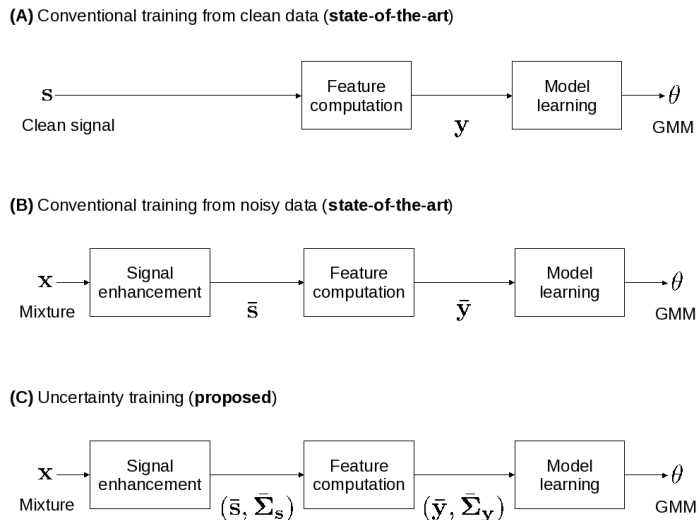 (A) Conventional training from clean data (state-of-the-art)
s
Clean signal
Feature
computation
y
Model
learning
θ
GMM
(B) Conventional training from noisy data (state-of-the-art)
x
Mixture
Signal
enhancement
s̄
Feature
computation
ȳ
Model
learning
θ
GMM
(C) Uncertainty training (proposed)
x
Mixture
Signal
enhancement
(s̄, Σ̄ₛ)
Feature
computation
(ȳ, Σ̄_y)
Model
learning
θ
GMM